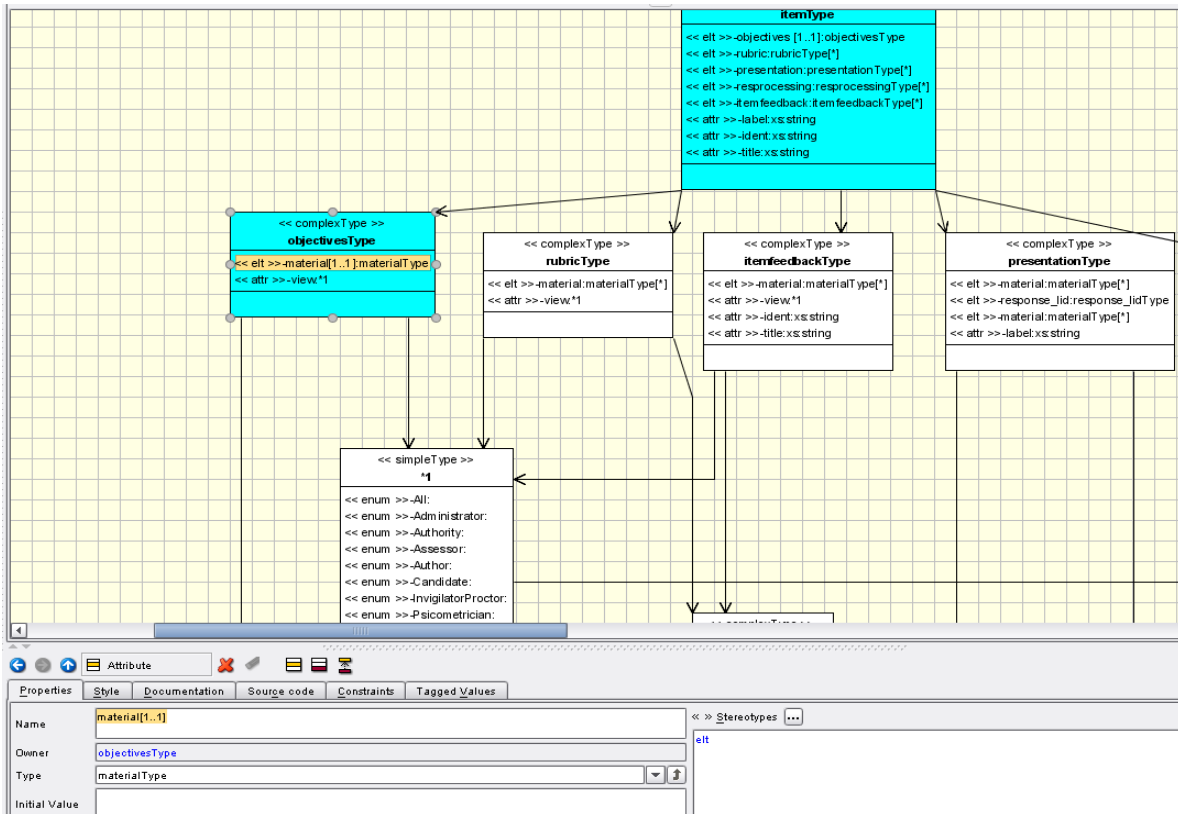 itemType
<< elt >>-objectives [1..1]:objectivesType
<< elt >>-rubric:rubricType[*]
<< elt >>-presentation:presentationType[*]
<< elt >>-resprocessing:resprocessingType[*]
<< elt >>-itemfeedback:itemfeedbackType[*]
<< attr >>-label:xs:string
<< attr >>-ident:xs:string
<< attr >>-title:xs:string
<< complexType >>
objectivesType
<< elt >>-material[1..1]:materialType
<< attr >>-view:*1
<< complexType >>
rubricType
<< elt >>-material:materialType[*]
<< attr >>-view:*1
<< complexType >>
itemfeedbackType
<< elt >>-material:materialType[*]
<< attr >>-view:*1
<< attr >>-ident:xs:string
<< attr >>-title:xs:string
<< complexType >>
presentationType
<< elt >>-material:materialType[*]
<< elt >>-response_lid:response_lidType
<< elt >>-material:materialType[*]
<< attr >>-label:xs:string
<< simpleType >>
*1
<< enum >>-All:
<< enum >>-Administrator:
<< enum >>-Authority:
<< enum >>-Assessor:
<< enum >>-Author:
<< enum >>-Candidate:
<< enum >>-InvigilatorProctor:
<< enum >>-Psicometrician:
<< complexType >>
Attribute
Properties Style Documentation Source code Constraints Tagged Values
Name material[1..1]
Owner objectivesType
Type materialType
Initial Value
« » Stereotypes ...
elt